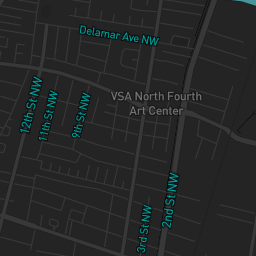 Delamar Ave NW
VSA North Fourth
Art Center
12th St NW
11th St NW
9th St NW
2nd St NW
3rd St NW